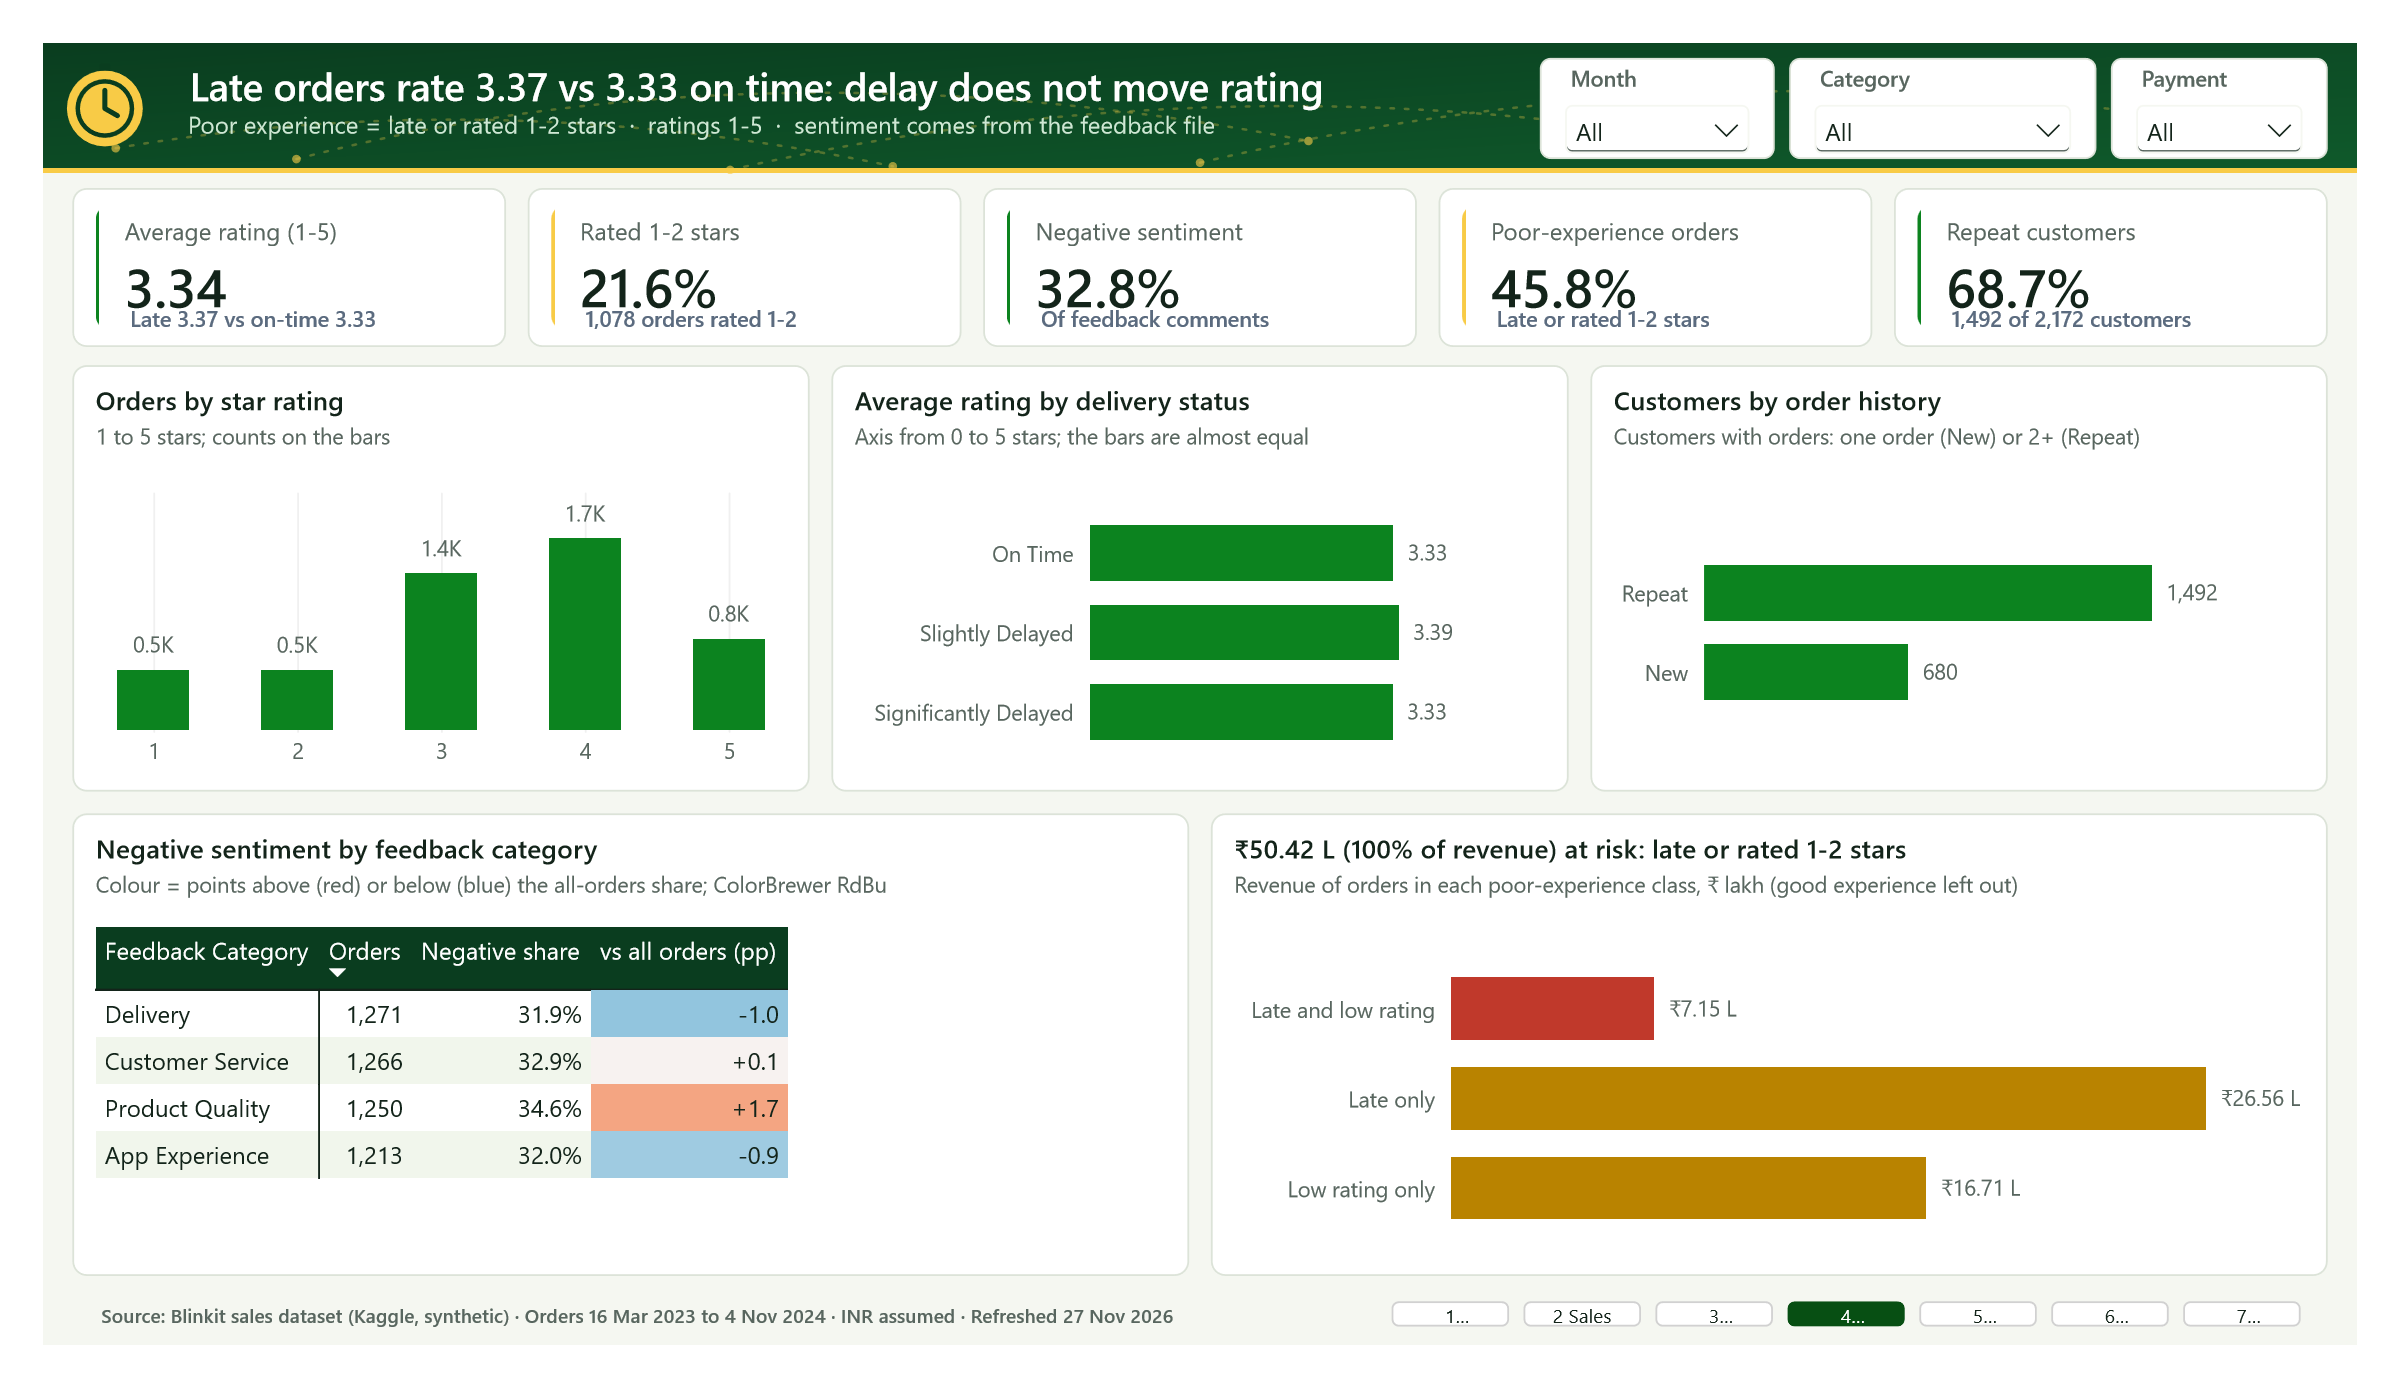 Late orders rate 3.37 vs 3.33 on time: delay does not move rating
Poor experience = late or rated 1-2 stars · ratings 1-5 · sentiment comes from the feedback file
Month
All
Category
All
Payment
All
Average rating (1-5)
3.34
Late 3.37 vs on-time 3.33
Rated 1-2 stars
21.6%
1,078 orders rated 1-2
Negative sentiment
32.8%
Of feedback comments
Poor-experience orders
45.8%
Late or rated 1-2 stars
Repeat customers
68.7%
1,492 of 2,172 customers
Orders by star rating
1 to 5 stars; counts on the bars
0.5K
0.5K
1.4K
1.7K
0.8K
1
2
3
4
5
Average rating by delivery status
Axis from 0 to 5 stars; the bars are almost equal
On Time
3.33
Slightly Delayed
3.39
Significantly Delayed
3.33
Customers by order history
Customers with orders: one order (New) or 2+ (Repeat)
Repeat
1,492
New
680
Negative sentiment by feedback category
Colour = points above (red) or below (blue) the all-orders share; ColorBrewer RdBu
Feedback Category Orders Negative share vs all orders (pp)
Delivery 1,271 31.9% -1.0
Customer Service 1,266 32.9% +0.1
Product Quality 1,250 34.6% +1.7
App Experience 1,213 32.0% -0.9
₹50.42 L (100% of revenue) at risk: late or rated 1-2 stars
Revenue of orders in each poor-experience class, ₹ lakh (good experience left out)
Late and low rating
₹7.15 L
Late only
₹26.56 L
Low rating only
₹16.71 L
Source: Blinkit sales dataset (Kaggle, synthetic) · Orders 16 Mar 2023 to 4 Nov 2024 · INR assumed · Refreshed 27 Nov 2026
1...
2 Sales
3...
4...
5...
6...
7...